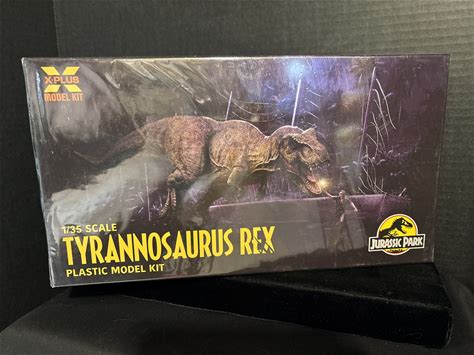 X-PLUS
MODEL KIT
1/35 SCALE
TYRANNOSAURUS REX
PLASTIC MODEL KIT
JURASSIC PARK